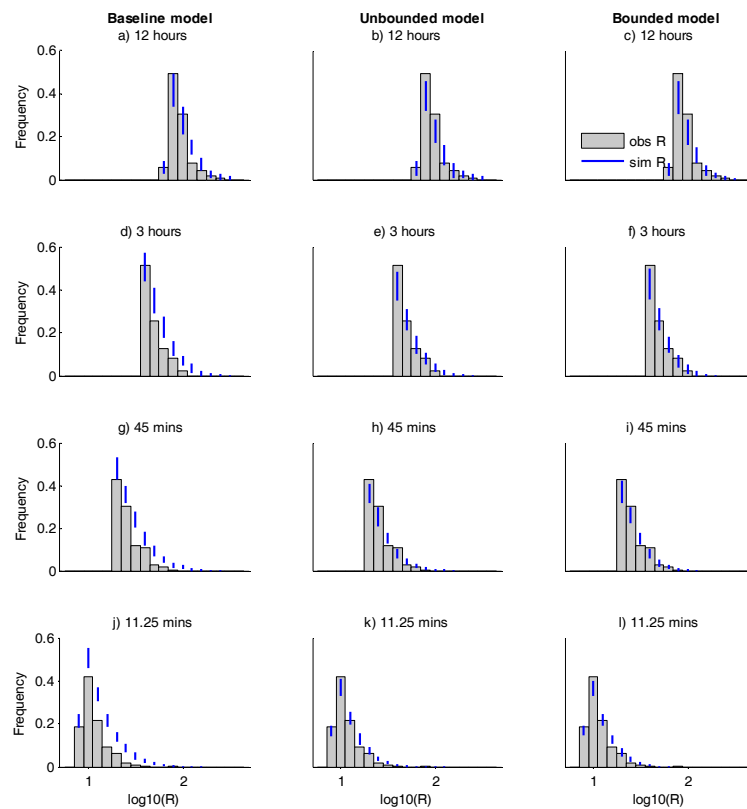 Baseline model Unbounded model Bounded model
a) 12 hours b) 12 hours c) 12 hours
0.6
0.4
0.2
0
Frequency
obs R
sim R
d) 3 hours e) 3 hours f) 3 hours
0.6
0.4
0.2
0
Frequency
g) 45 mins h) 45 mins i) 45 mins
0.6
0.4
0.2
0
Frequency
j) 11.25 mins k) 11.25 mins l) 11.25 mins
0.6
0.4
0.2
0
Frequency
1 2 1 2 1 2
log10(R) log10(R) log10(R)